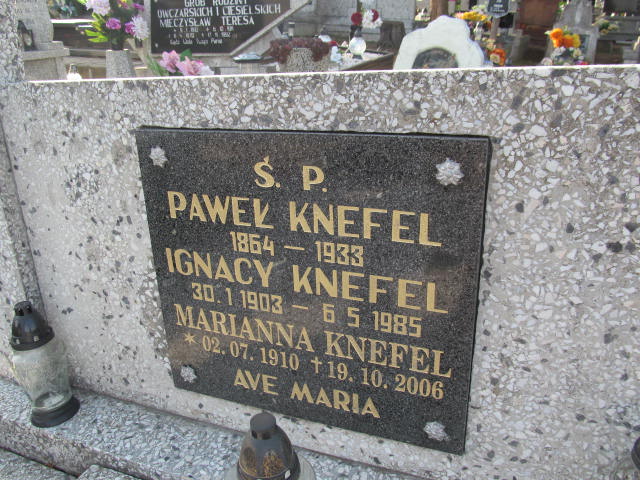 GRÓB RODZINY
OWCZARSKICH I CIESIELSKICH
MIECZYSŁAW TERESA
Ś. P.
PAWEŁ KNEFEL
1864 – 1933
IGNACY KNEFEL
30 1 1903 – 6 5 1985
MARIANNA KNEFEL
* 02. 07. 1910 † 19. 10. 2006
AVE MARIA